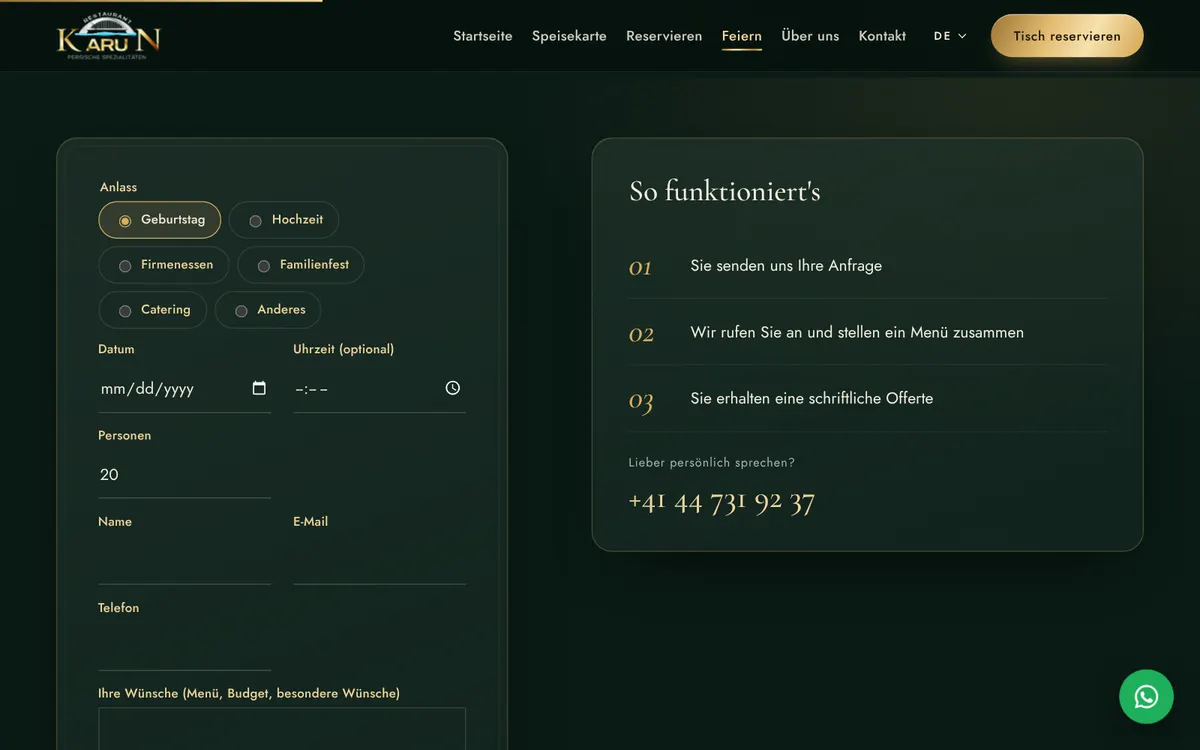 RESTAURANT
KARUN
PERSISCHE SPEZIALITÄTEN
Startseite Speisekarte Reservieren Feiern Über uns Kontakt DE Tisch reservieren
Anlass
Geburtstag Hochzeit
Firmenessen Familienfest
Catering Anderes
Datum Uhrzeit (optional)
mm/dd/yyyy --:-- --
Personen
20
Name E-Mail
Telefon
Ihre Wünsche (Menü, Budget, besondere Wünsche)
So funktioniert's
01 Sie senden uns Ihre Anfrage
02 Wir rufen Sie an und stellen ein Menü zusammen
03 Sie erhalten eine schriftliche Offerte
Lieber persönlich sprechen?
+41 44 731 92 37